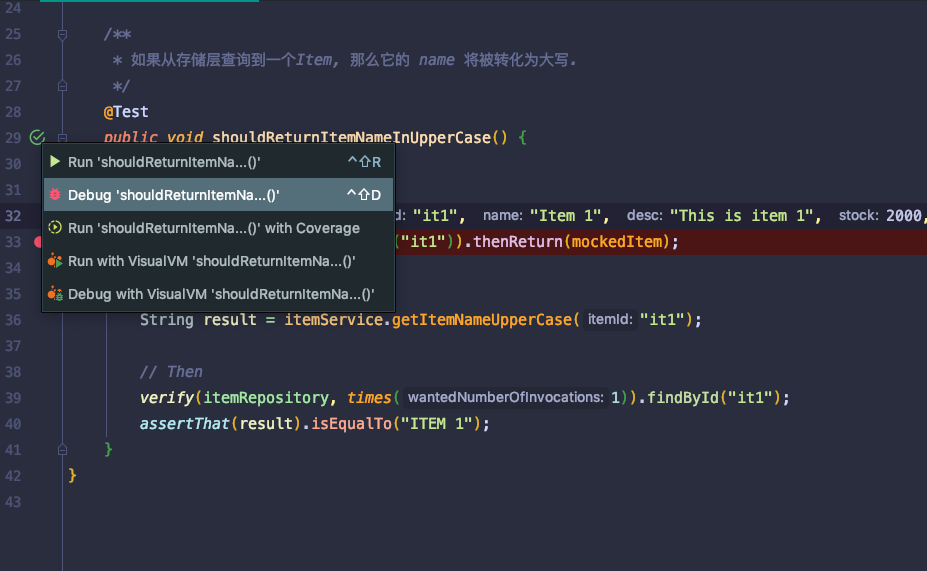 24
25 /**
26 * 如果从存储层查询到一个Item, 那么它的 name 将被转化为大写.
27 */
28 @Test
29 public void shouldReturnItemNameInUpperCase() {
30 Run 'shouldReturnItemNa...()' ^⇧R
31 Debug 'shouldReturnItemNa...()' ^⇧D
32 d: "it1", name: "Item 1", desc: "This is item 1", stock: 2000,
Run 'shouldReturnItemNa...()' with Coverage
33 ("it1")).thenReturn(mockedItem);
34 Run with VisualVM 'shouldReturnItemNa...()'
35 Debug with VisualVM 'shouldReturnItemNa...()'
36 String result = itemService.getItemNameUpperCase( itemId: "it1");
37
38 // Then
39 verify(itemRepository, times( wantedNumberOfInvocations: 1)).findById("it1");
40 assertThat(result).isEqualTo("ITEM 1");
41 }
42 }
43